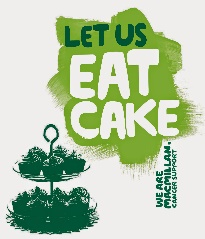 LET US
EAT
CAKE
WE ARE
MACMILLAN.
CANCER SUPPORT